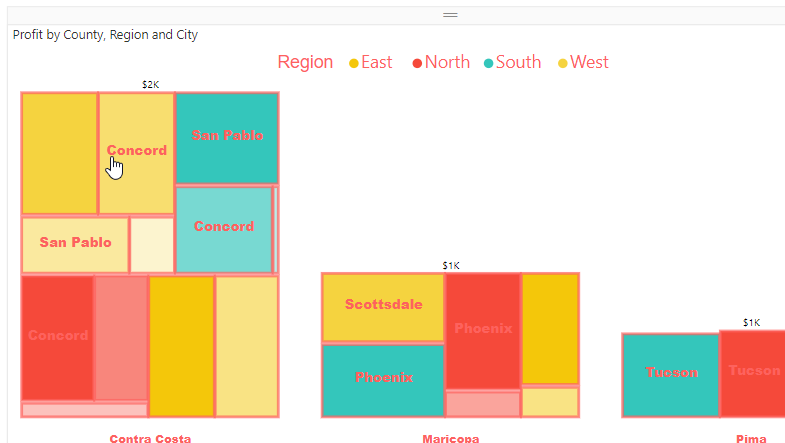 Profit by County, Region and City
Region East North South West
$2K
Concord
San Pablo
San Pablo
Concord
Concord
$1K
Scottsdale
Phoenix
Phoenix
$1K
Tucson
Tucson
Contra Costa
Maricopa
Pima